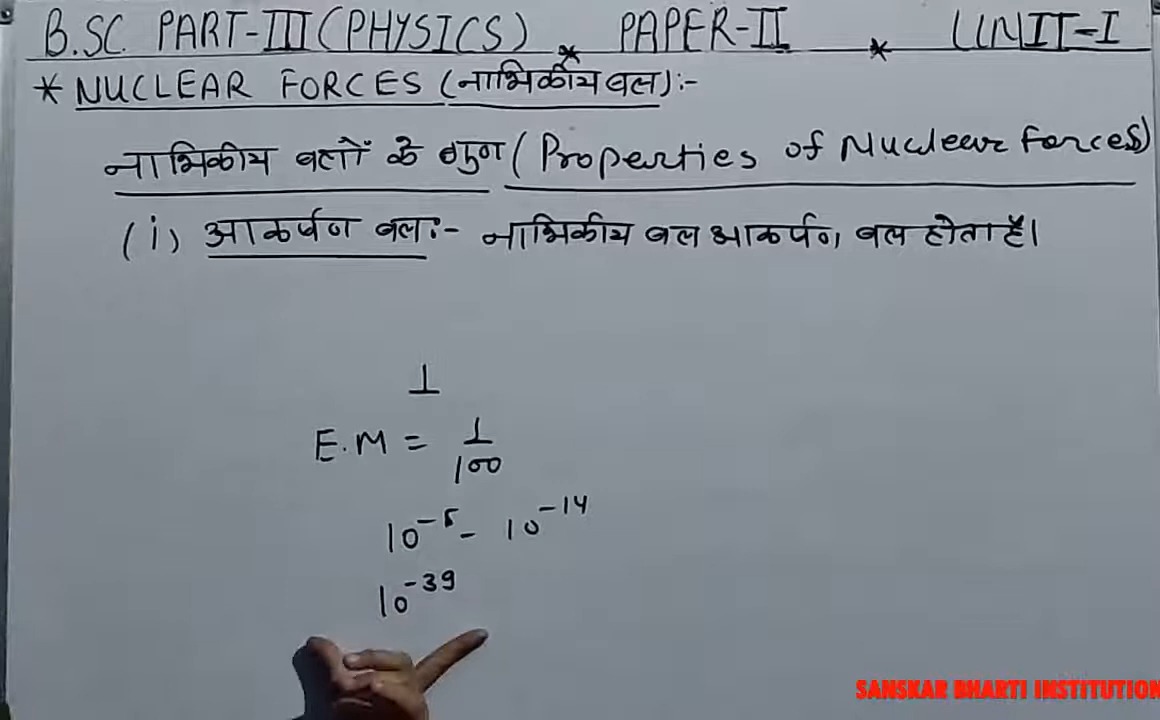 B.SC. PART-III (PHYSICS) * PAPER-II * UNIT-I
* NUCLEAR FORCES (नाभिकीय बल) :-
नाभिकीय बलों के गुण (Properties of Nuclear Forces)
(i) आकर्षण बल :- नाभिकीय बल आकर्षण बल होता है।
1
E.M = 1/100
10^-5 - 10^-14
10^-39
SANSKAR BHARTI INSTITUTION